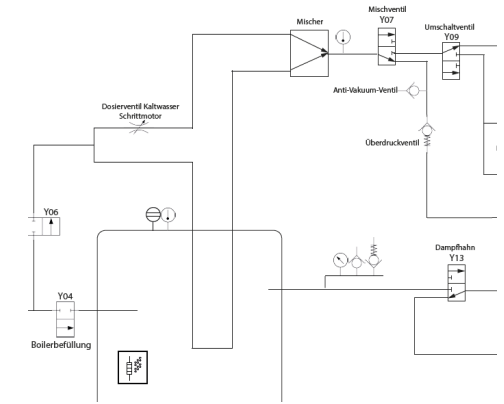 Mischventil
Y07
Mischer
Umschaltventil
Y09
Anti-Vakuum-Ventil
Dosierventil Kaltwasser
Schrittmotor
Überdruckventil
Y06
Dampfhahn
Y13
Y04
Boilerbefüllung